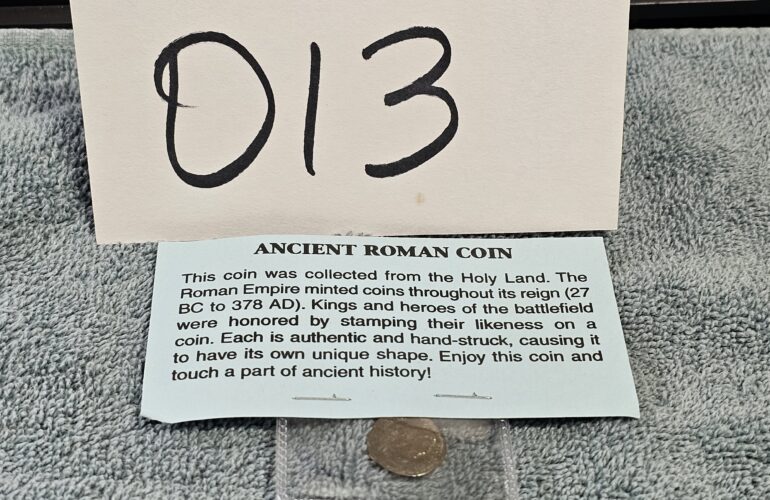 013
ANCIENT ROMAN COIN
This coin was collected from the Holy Land. The
Roman Empire minted coins throughout its reign (27
BC to 378 AD). Kings and heroes of the battlefield
were honored by stamping their likeness on a
coin. Each is authentic and hand-struck, causing it
to have its own unique shape. Enjoy this coin and
touch a part of ancient history!